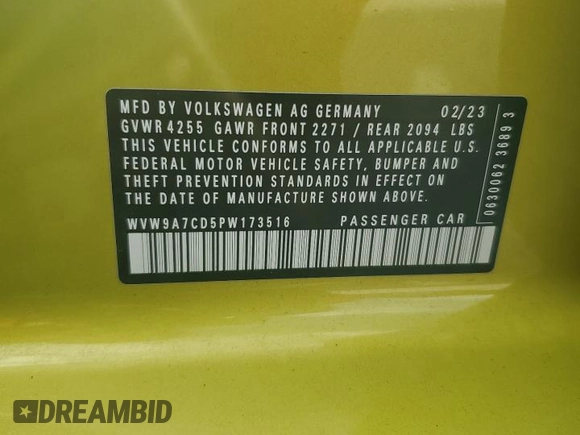 MFD BY VOLKSWAGEN AG GERMANY 02/23
GVWR 4255 GAWR FRONT 2271 / REAR 2094 LBS
THIS VEHICLE CONFORMS TO ALL APPLICABLE U.S.
FEDERAL MOTOR VEHICLE SAFETY, BUMPER AND
THEFT PREVENTION STANDARDS IN EFFECT ON
THE DATE OF MANUFACTURE SHOWN ABOVE.
WVW9A7CD5PW173516 PASSENGER CAR
0630062 3689 3
DREAMBID